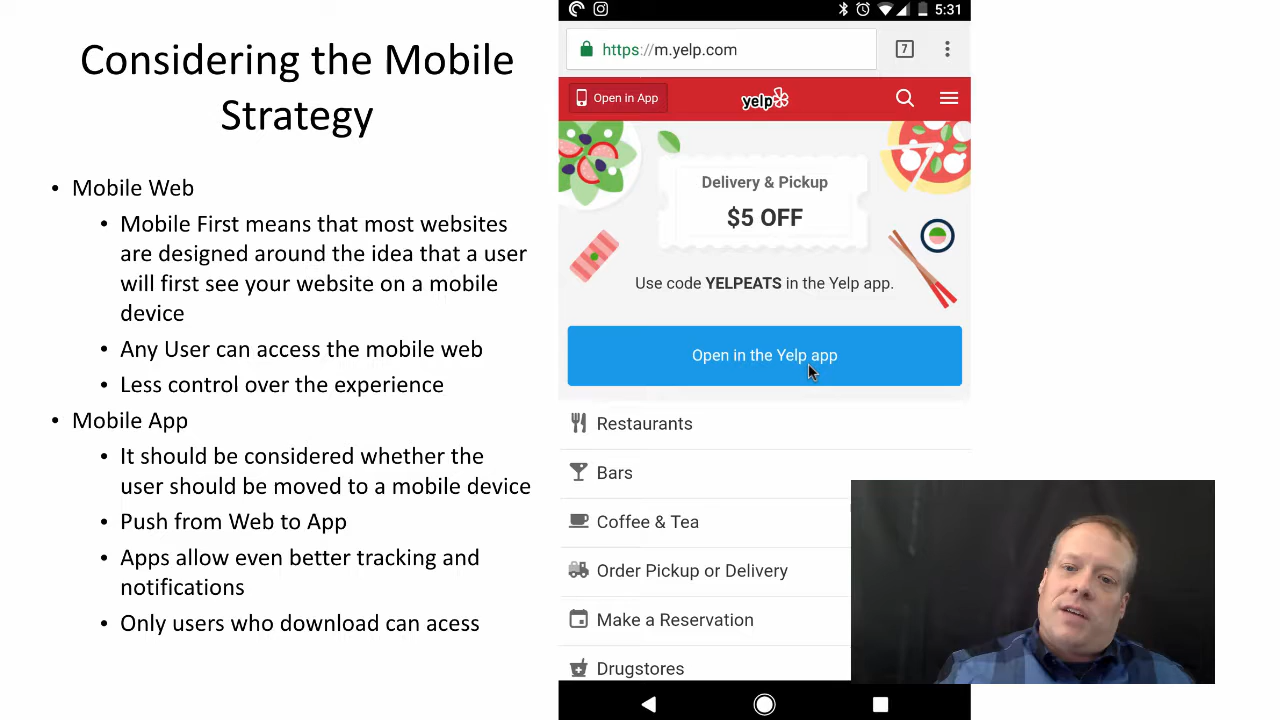 Considering the Mobile
Strategy
• Mobile Web
• Mobile First means that most websites
are designed around the idea that a user
will first see your website on a mobile
device
• Any User can access the mobile web
• Less control over the experience
• Mobile App
• It should be considered whether the
user should be moved to a mobile device
• Push from Web to App
• Apps allow even better tracking and
notifications
• Only users who download can acess
5:31
https://m.yelp.com
7
Open in App
yelp
Delivery & Pickup
$5 OFF
Use code YELPEATS in the Yelp app.
Open in the Yelp app
Restaurants
Bars
Coffee & Tea
Order Pickup or Delivery
Make a Reservation
Drugstores